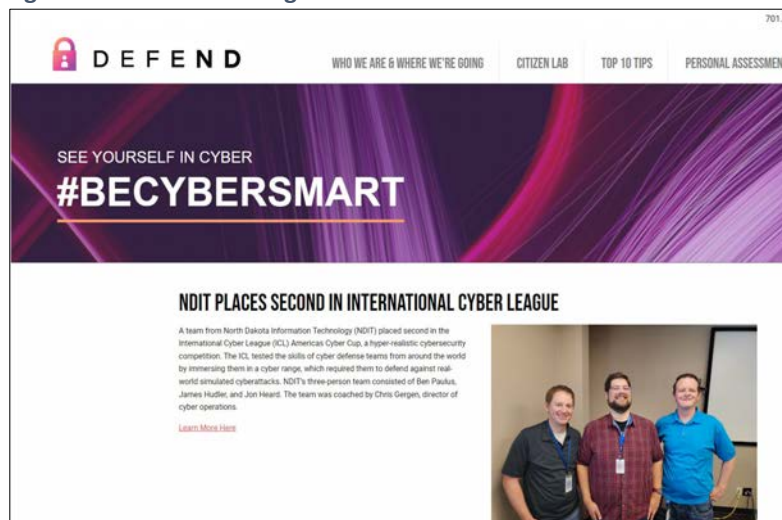 701.
DEFEND
WHO WE ARE & WHERE WE'RE GOING
CITIZEN LAB
TOP 10 TIPS
PERSONAL ASSESSMEN
SEE YOURSELF IN CYBER
#BECYBERSMART
NDIT PLACES SECOND IN INTERNATIONAL CYBER LEAGUE
A team from North Dakota Information Technology (NDIT) placed second in the
International Cyber League (ICL) Americas Cyber Cup, a hyper-realistic cybersecurity
competition. The ICL tested the skills of cyber defense teams from around the world
by immersing them in a cyber range, which required them to defend against real-
world simulated cyberattacks. NDIT's three-person team consisted of Ben Paulus,
James Hudler, and Jon Heard. The team was coached by Chris Gergen, director of
cyber operations.
Learn More Here